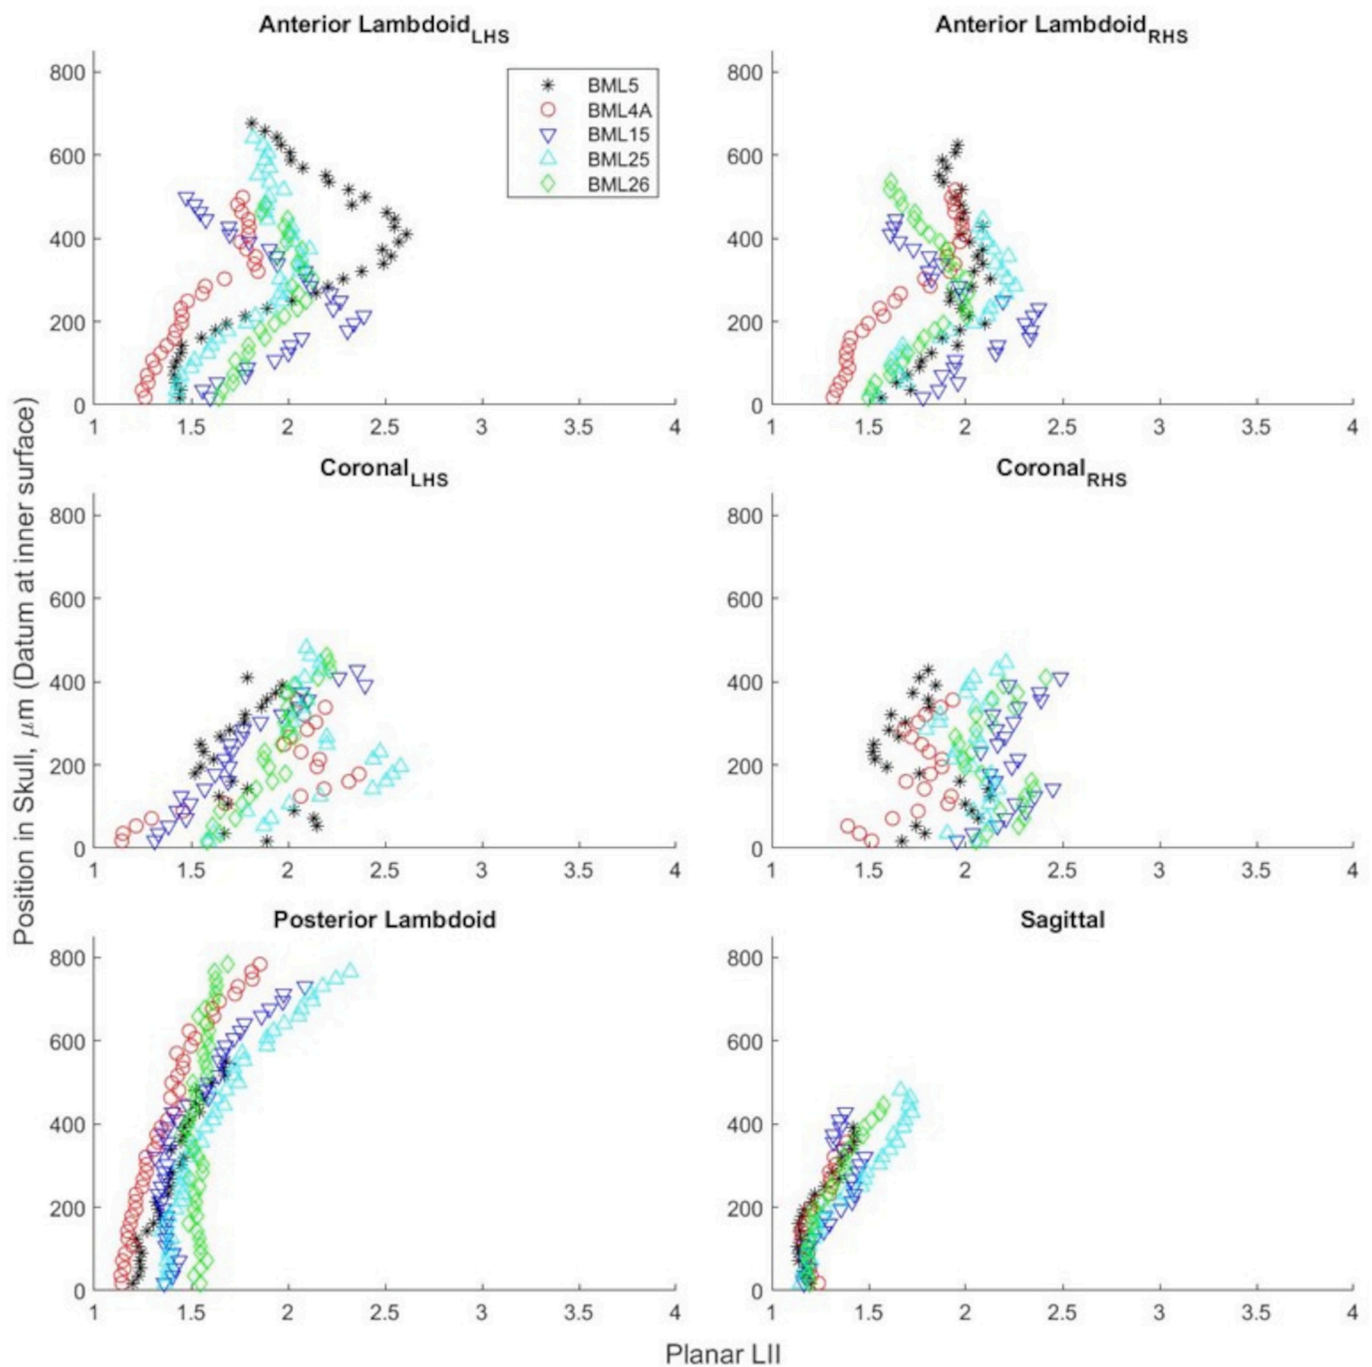 Anterior Lambdoid_LHS
Anterior Lambdoid_RHS
800
600
400
200
0
1 1.5 2 2.5 3 3.5 4
BML5
BML4A
BML15
BML25
BML26
800
600
400
200
0
1 1.5 2 2.5 3 3.5 4
Position in Skull, μm (Datum at inner surface)
Coronal_LHS
Coronal_RHS
800
600
400
200
0
1 1.5 2 2.5 3 3.5 4
800
600
400
200
0
1 1.5 2 2.5 3 3.5 4
Posterior Lambdoid
Sagittal
800
600
400
200
0
1 1.5 2 2.5 3 3.5 4
800
600
400
200
0
1 1.5 2 2.5 3 3.5 4
Planar LII